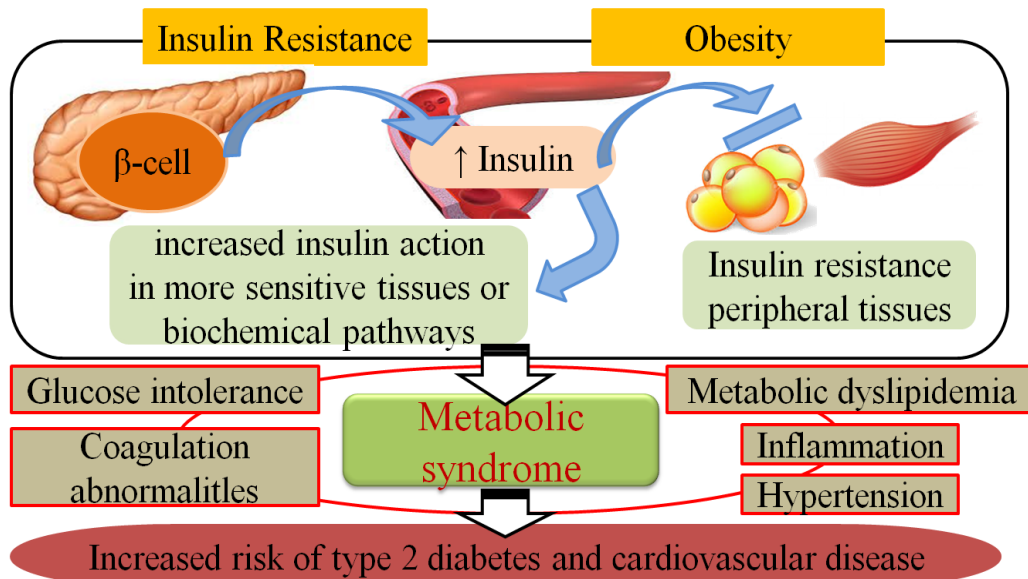 Insulin Resistance
Obesity
β-cell
↑ Insulin
increased insulin action
in more sensitive tissues or
biochemical pathways
Insulin resistance
peripheral tissues
Glucose intolerance
Metabolic dyslipidemia
Coagulation
abnormalitles
Metabolic
syndrome
Inflammation
Hypertension
Increased risk of type 2 diabetes and cardiovascular disease